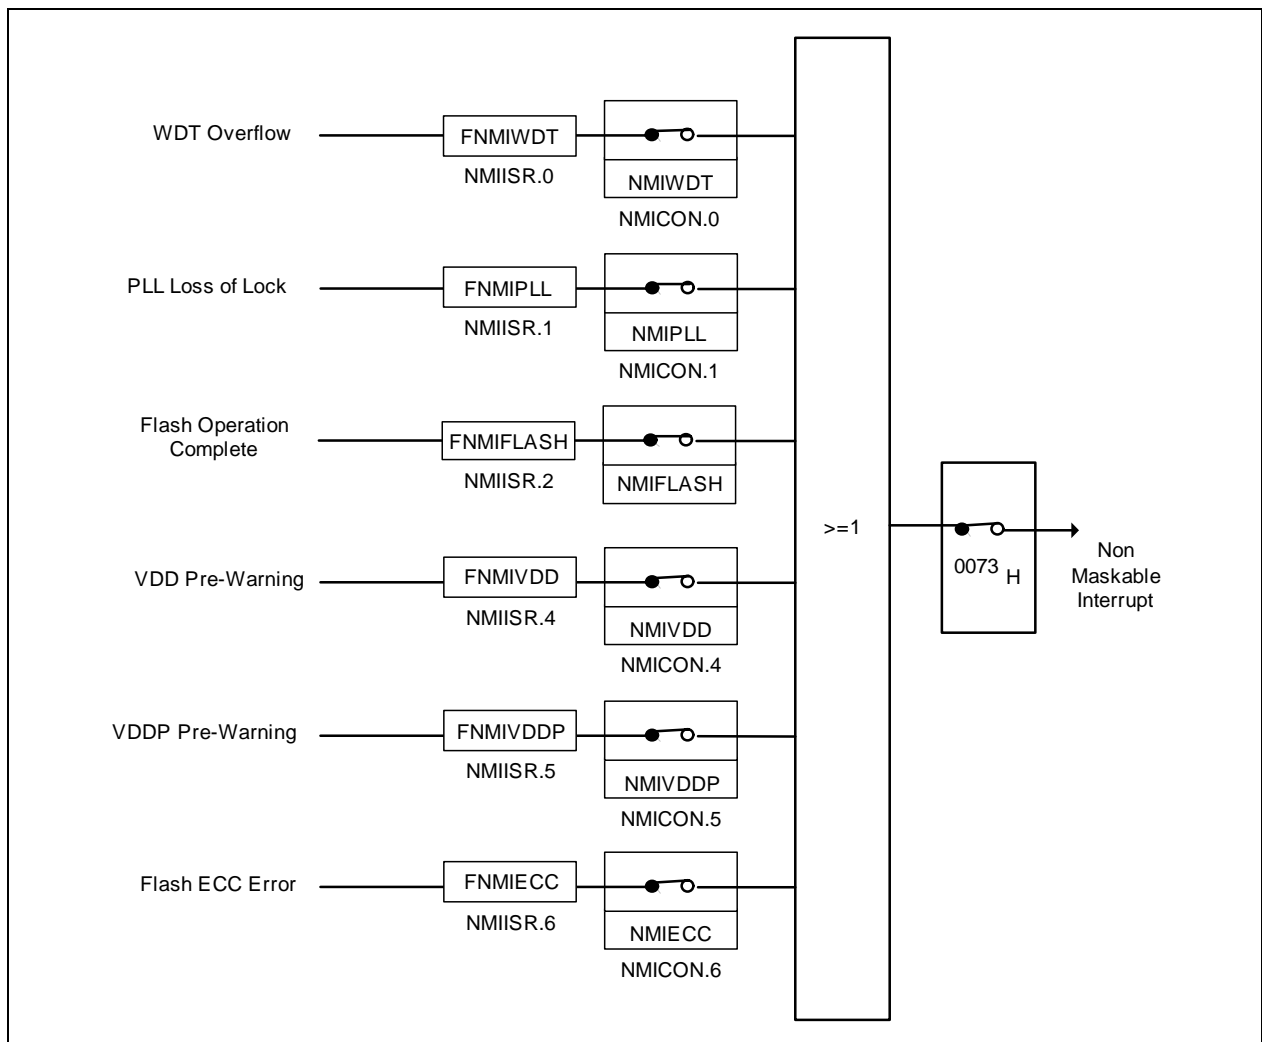 WDT Overflow
FNMIWDT
NMIISR.0
NMIWDT
NMICON.0
PLL Loss of Lock
FNMIPLL
NMIISR.1
NMIPLL
NMICON.1
Flash Operation
Complete
FNMIFLASH
NMIISR.2
NMIFLASH
VDD Pre-Warning
FNMIVDD
NMIISR.4
NMIVDD
NMICON.4
VDDP Pre-Warning
FNMIVDDP
NMIISR.5
NMIVDDP
NMICON.5
Flash ECC Error
FNMIECC
NMIISR.6
NMIECC
NMICON.6
>=1
0073 H
Non
Maskable
Interrupt